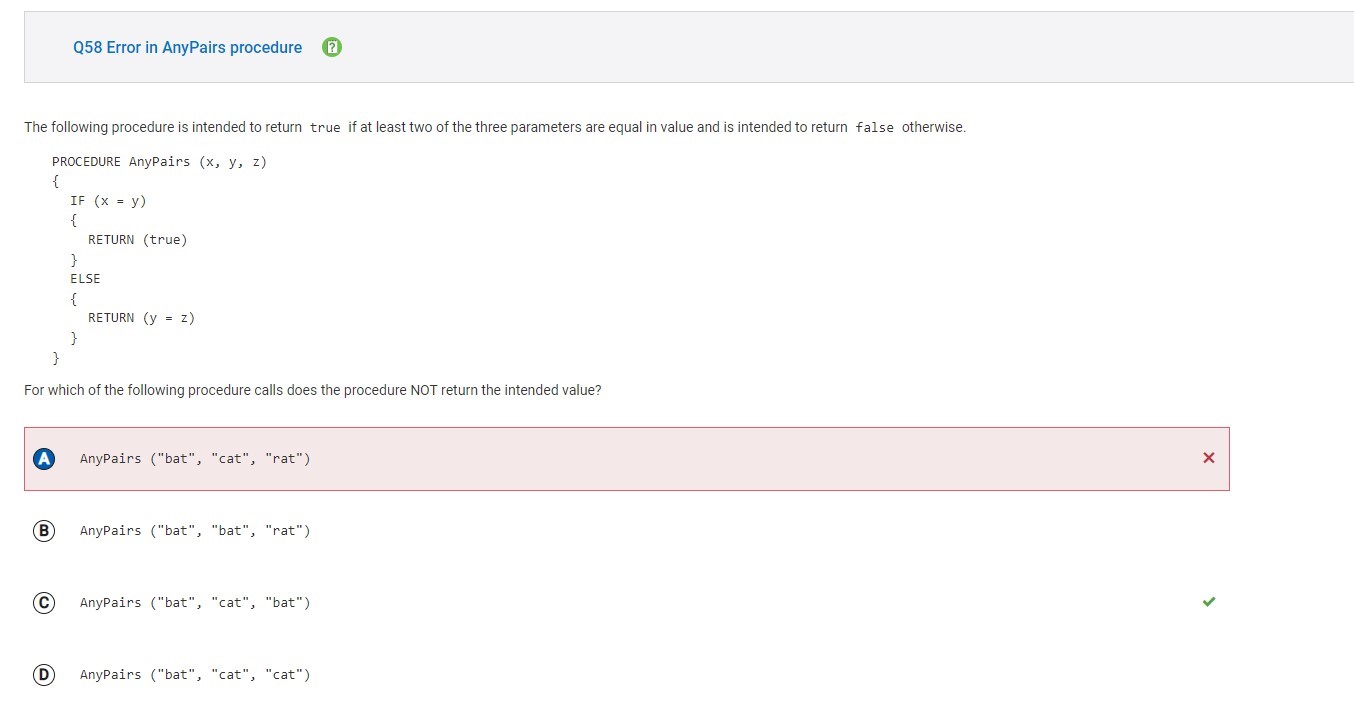 Q58 Error in AnyPairs procedure
The following procedure is intended to return true if at least two of the three parameters are equal in value and is intended to return false otherwise.
PROCEDURE AnyPairs (x, y, z)
{
IF (x = y)
{
RETURN (true)
}
ELSE
{
RETURN (y = z)
}
}
For which of the following procedure calls does the procedure NOT return the intended value?
A AnyPairs ("bat", "cat", "rat")
B AnyPairs ("bat", "bat", "rat")
C AnyPairs ("bat", "cat", "bat")
D AnyPairs ("bat", "cat", "cat")